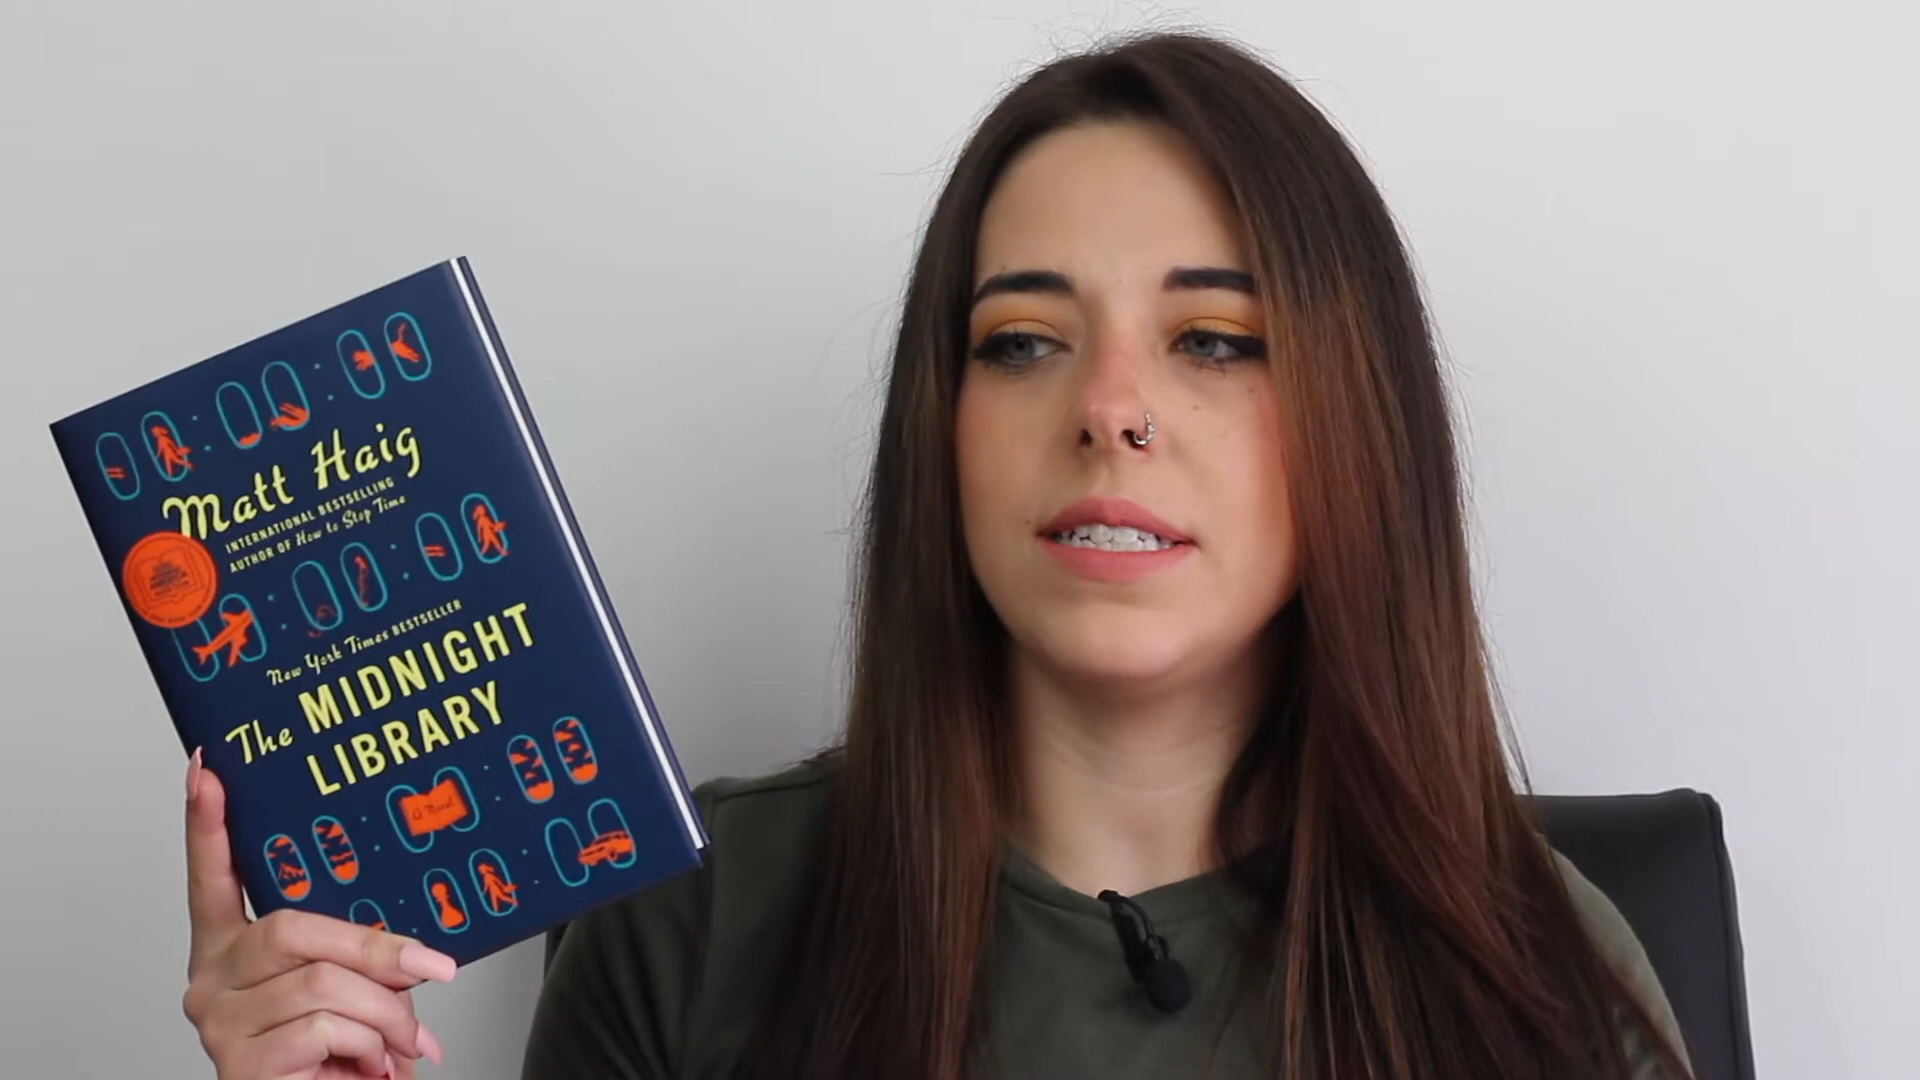 Matt Haig
INTERNATIONAL BESTSELLING
AUTHOR OF How to Stop Time
New York Times BESTSELLER
The MIDNIGHT
LIBRARY
A Novel